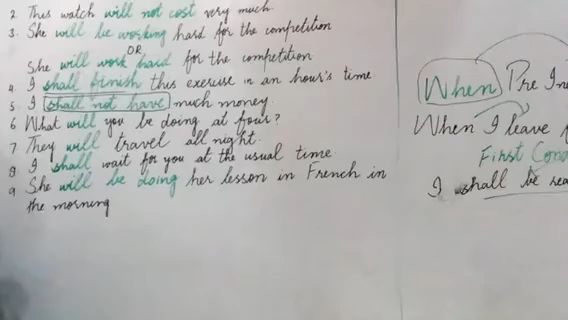 2. This watch will not cost very much
3. She will be working hard for the competition
OR
She will work hard for the competition
4. I shall finish this exercise in an hour's time
5. I shall not have much money
6 What will you be doing at four?
7 They will travel all night.
8 I shall wait for you at the usual time
9 She will be doing her lesson in French in
the morning
When Pre In
When I leave
First Cond
I shall be rea